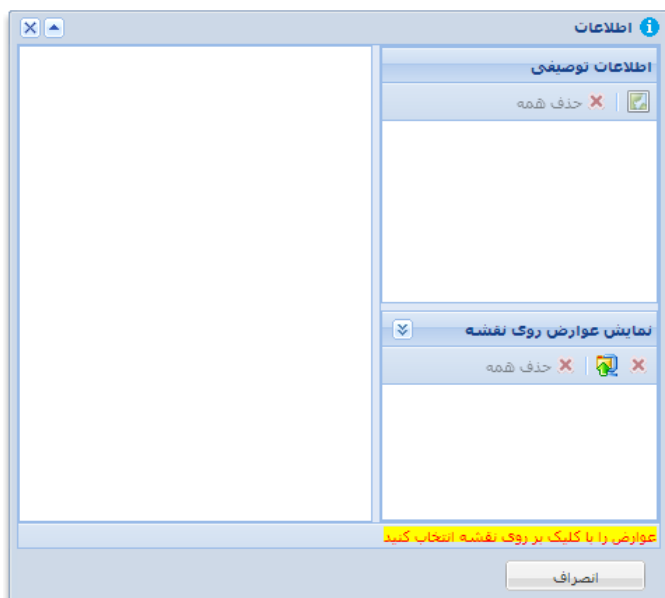 اطلاعات
اطلاعات توصیفی
حذف همه
نمایش عوارض روی نقشه
حذف همه
عوارض را با کلیک بر روی نقشه انتخاب کنید
انصراف